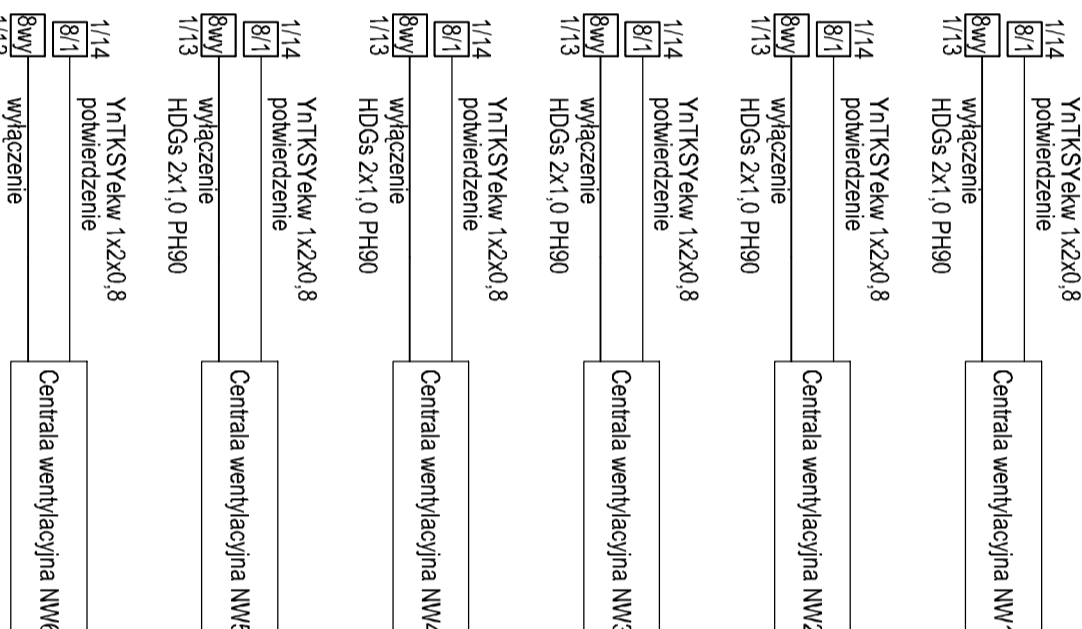 1/14
YnTKSYekw 1x2x0,8
potwierdzenie
8/1
8wy
1/13
wyłączenie
HDGs 2x1,0 PH90
Centrala wentylacyjna NW1
1/14
YnTKSYekw 1x2x0,8
potwierdzenie
8/1
8wy
1/13
wyłączenie
HDGs 2x1,0 PH90
Centrala wentylacyjna NW2
1/14
YnTKSYekw 1x2x0,8
potwierdzenie
8/1
8wy
1/13
wyłączenie
HDGs 2x1,0 PH90
Centrala wentylacyjna NW3
1/14
YnTKSYekw 1x2x0,8
potwierdzenie
8/1
8wy
1/13
wyłączenie
HDGs 2x1,0 PH90
Centrala wentylacyjna NW4
1/14
YnTKSYekw 1x2x0,8
potwierdzenie
8/1
8wy
1/13
wyłączenie
HDGs 2x1,0 PH90
Centrala wentylacyjna NW5
1/14
YnTKSYekw 1x2x0,8
potwierdzenie
8/1
8wy
1/13
wyłączenie
Centrala wentylacyjna NW6